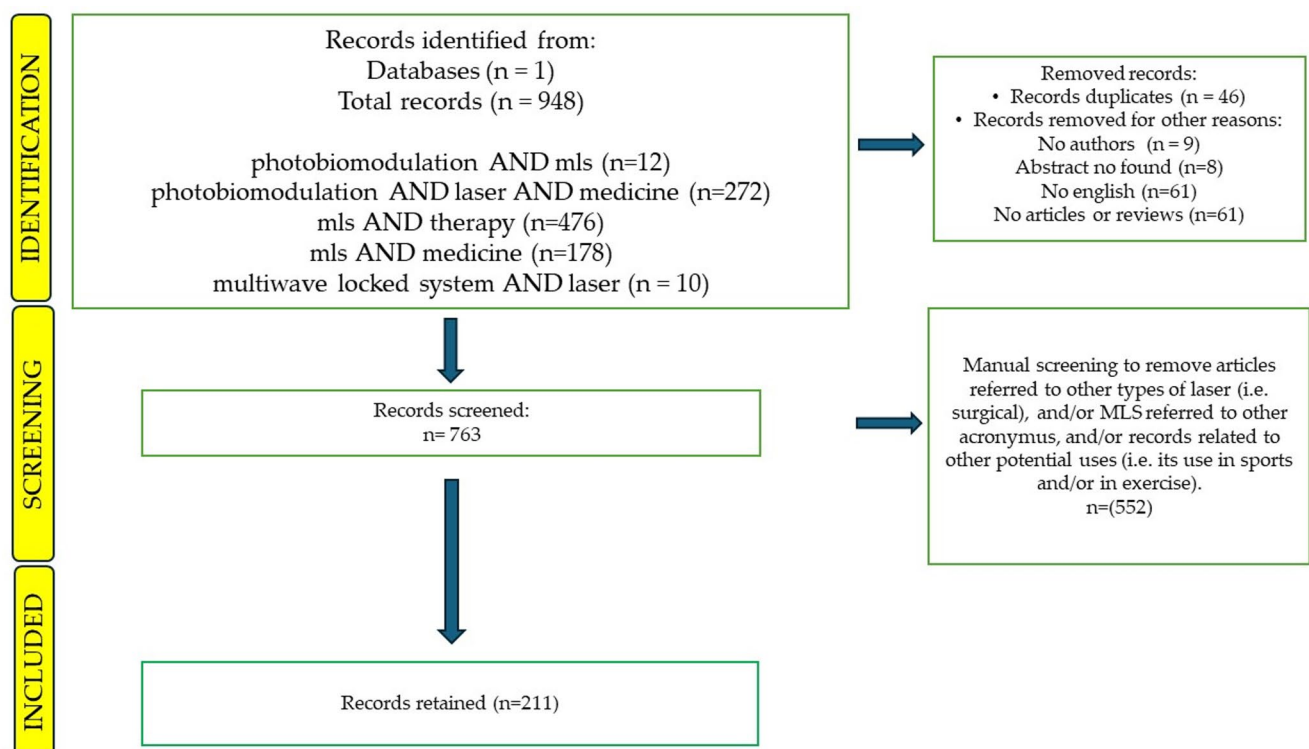 IDENTIFICATION
Records identified from:
Databases (n = 1)
Total records (n = 948)
photobiomodulation AND mls (n=12)
photobiomodulation AND laser AND medicine (n=272)
mls AND therapy (n=476)
mls AND medicine (n=178)
multiwave locked system AND laser (n = 10)
Removed records:
• Records duplicates (n = 46)
• Records removed for other reasons:
No authors (n = 9)
Abstract no found (n=8)
No english (n=61)
No articles or reviews (n=61)
SCREENING
Records screened:
n= 763
Manual screening to remove articles
referred to other types of laser (i.e.
surgical), and/or MLS referred to other
acronymus, and/or records related to
other potential uses (i.e. its use in sports
and/or in exercise).
n=(552)
INCLUDED
Records retained (n=211)